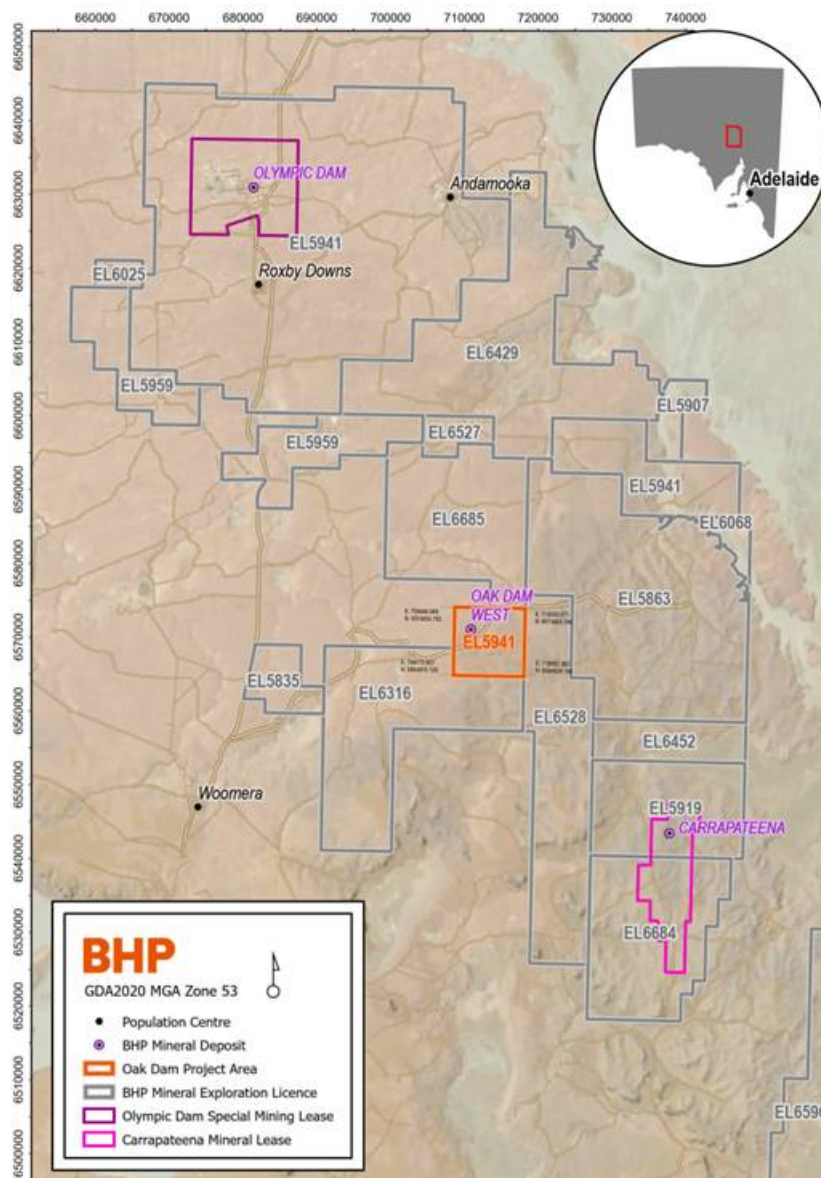 660000 670000 680000 690000 700000 710000 720000 730000 740000
6650000
6640000
6630000
6620000
6610000
6600000
6590000
6580000
6570000
6560000
6550000
6540000
6530000
6520000
6510000
6500000
Adelaide
OLYMPIC DAM
Andamooka
EL5941
EL6025
Roxby Downs
EL6429
EL5959
EL5907
EL5959
EL6527
EL5941
EL6685
EL6068
OAK DAM
WEST
EL5863
EL5941
EL5835
EL6316
EL6528
EL6452
Woomera
EL5919
CARRAPATEENA
EL6684
EL6590
BHP
GDA2020 MGA Zone 53
Population Centre
BHP Mineral Deposit
Oak Dam Project Area
BHP Mineral Exploration Licence
Olympic Dam Special Mining Lease
Carrapateena Mineral Lease